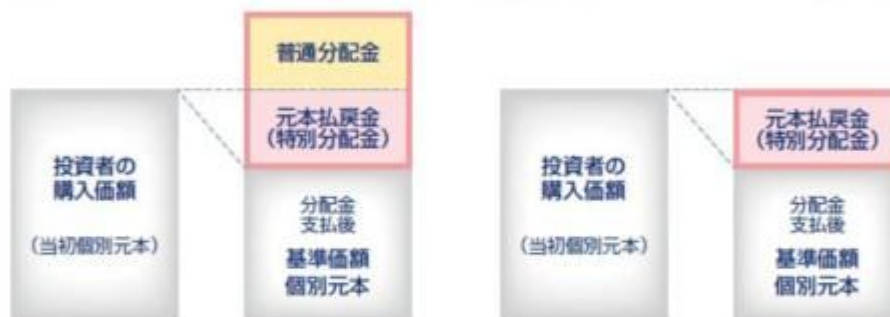 普通分配金
元本払戻金
(特別分配金)
投資者の
購入価額
(当初個別元本)
分配金
支払後
基準価額
個別元本
元本払戻金
(特別分配金)
投資者の
購入価額
(当初個別元本)
分配金
支払後
基準価額
個別元本